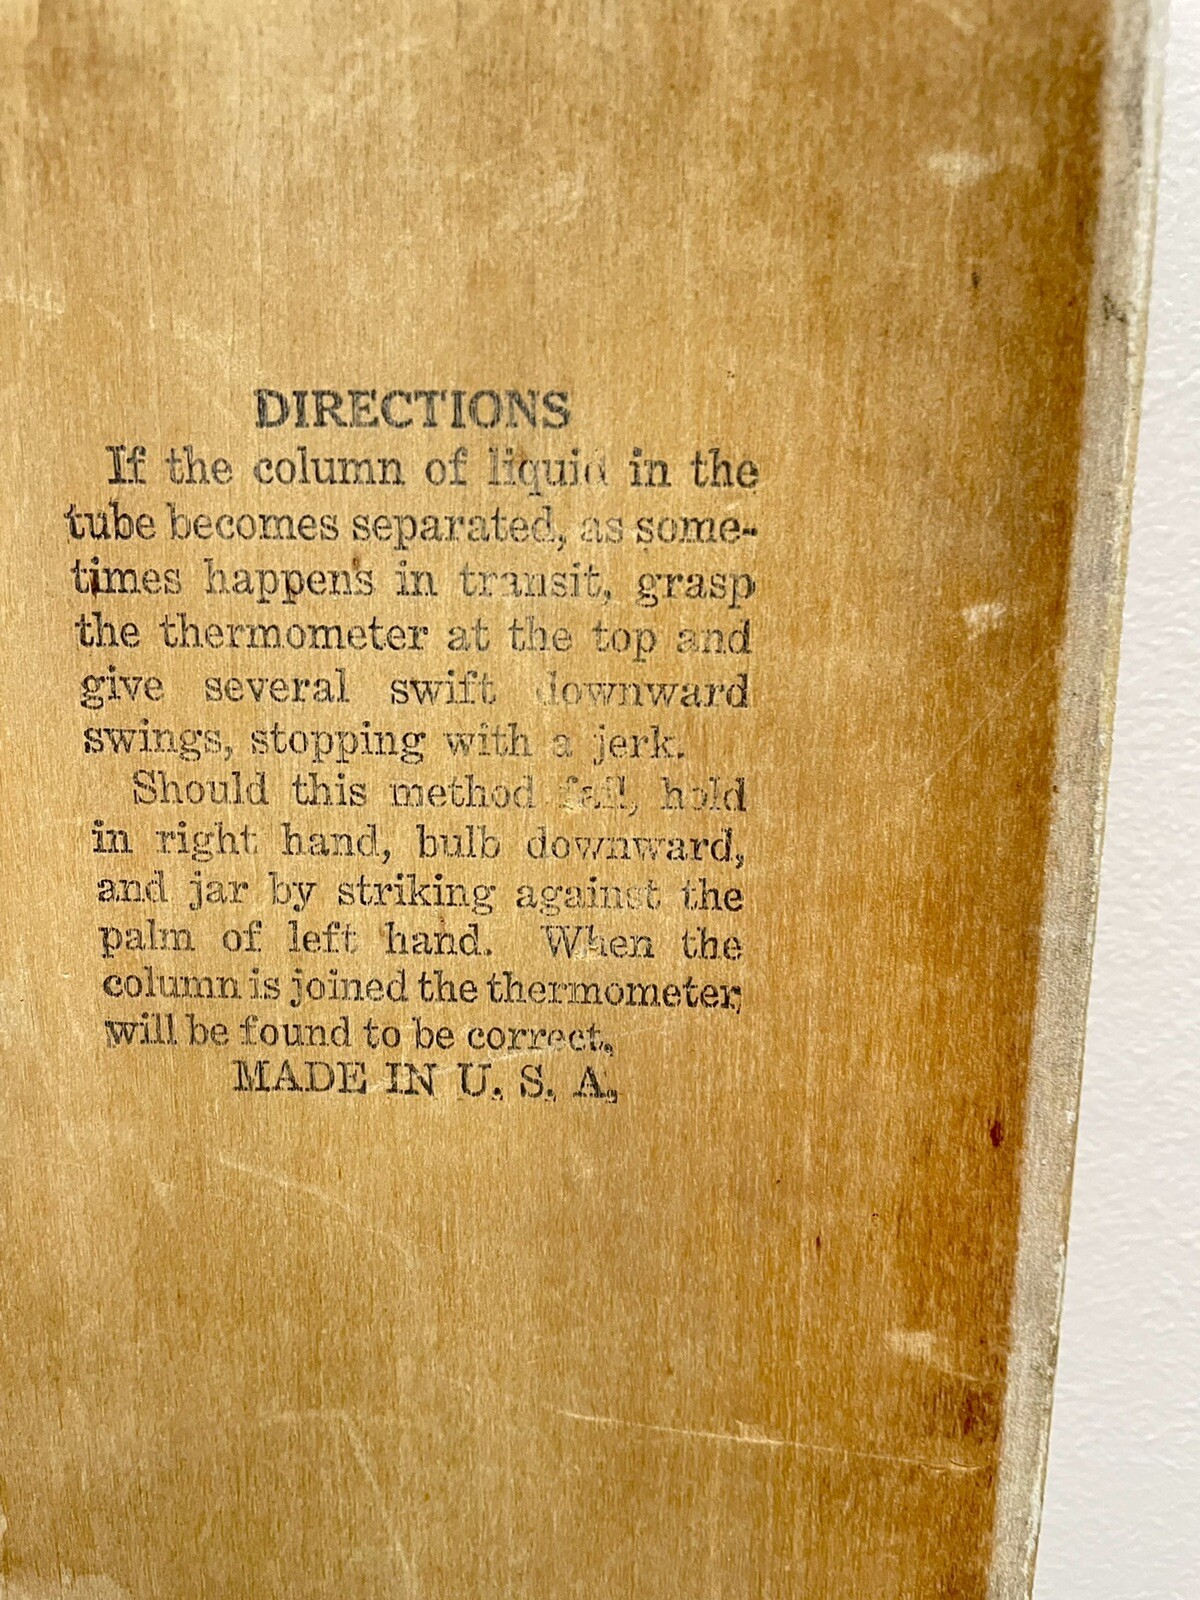 DIRECTIONS
If the column of liquid in the
tube becomes separated, as some-
times happens in transit, grasp
the thermometer at the top and
give several swift downward
swings, stopping with a jerk.
Should this method fail, hold
in right hand, bulb downward,
and jar by striking against the
palm of left hand. When the
column is joined the thermometer,
will be found to be correct.
MADE IN U. S. A.